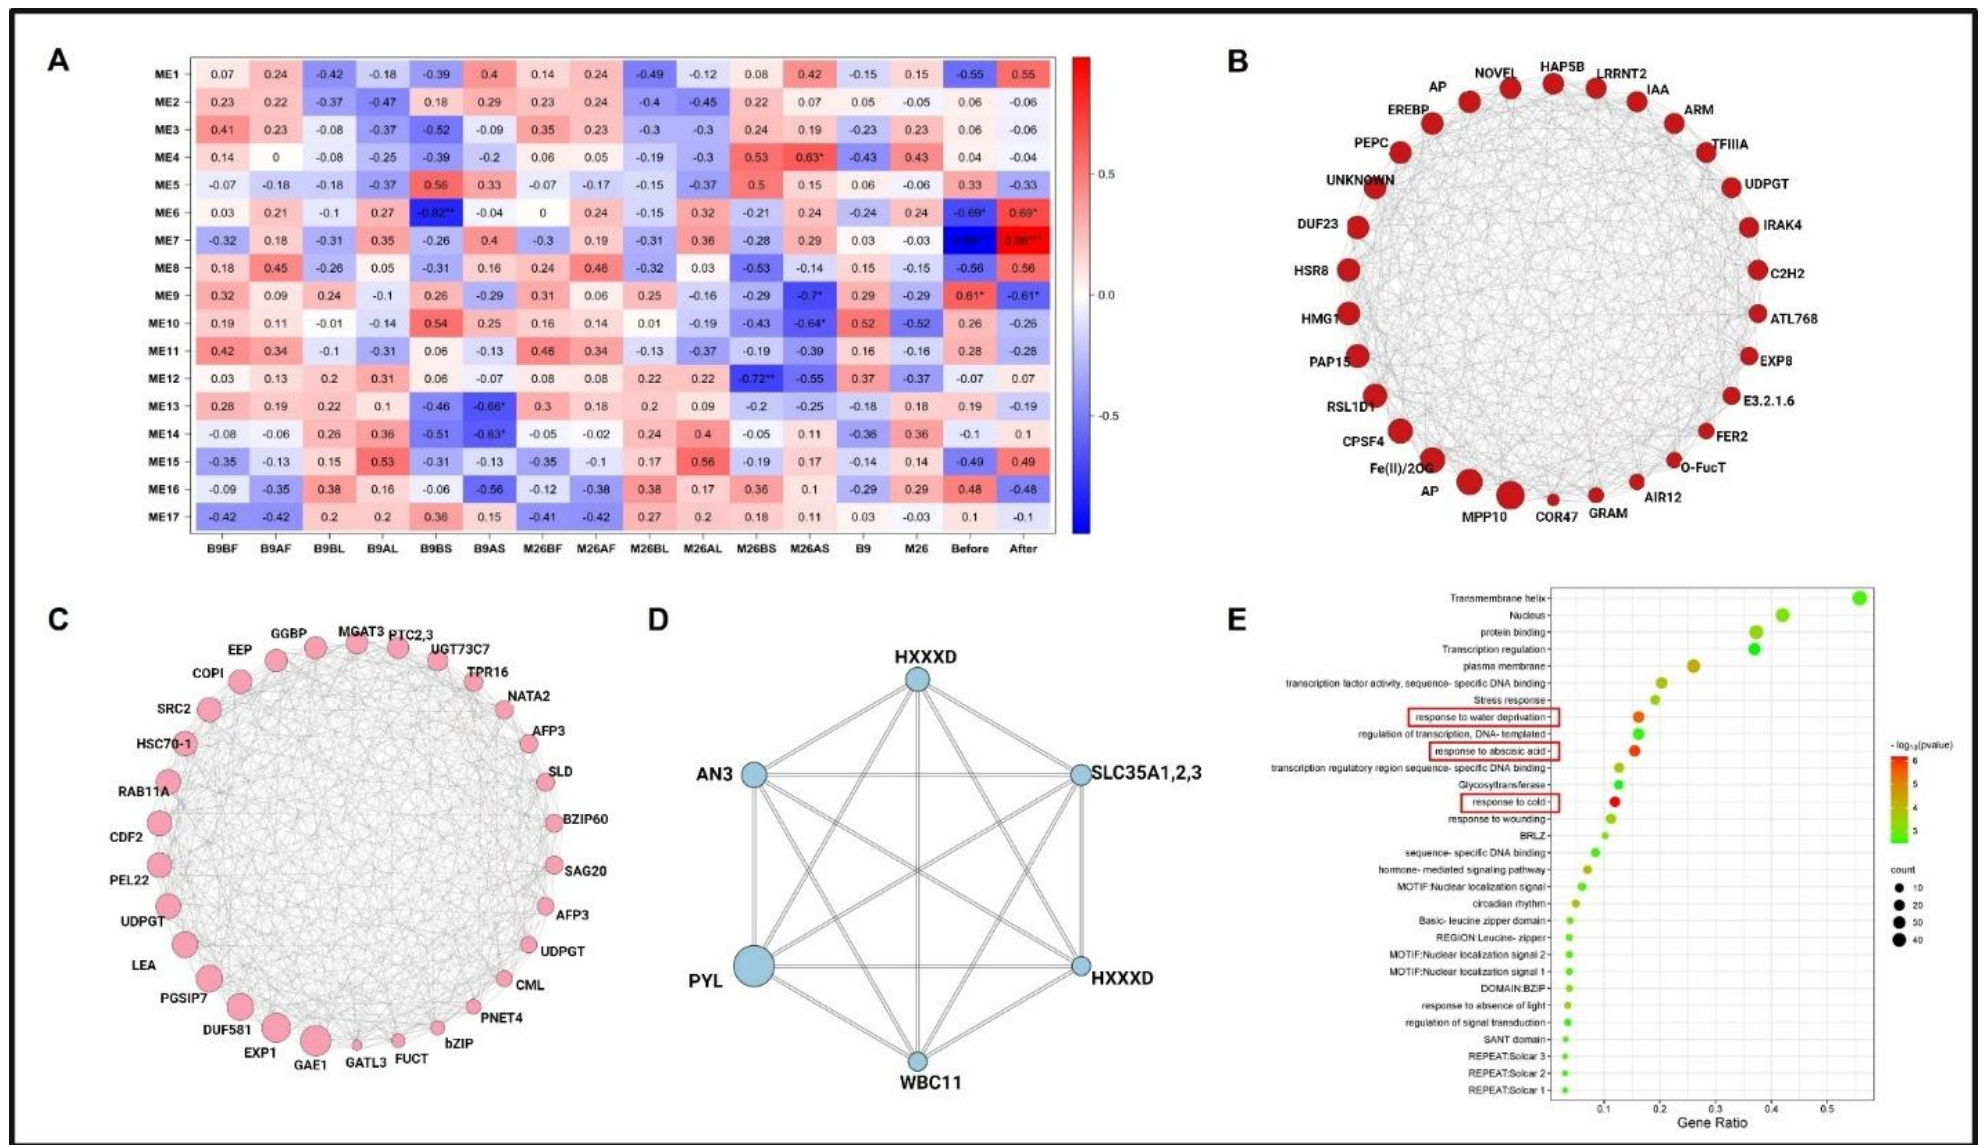 A
ME1 0.07 0.24 -0.42 -0.18 -0.39 0.4 0.14 0.24 -0.49 -0.12 0.08 0.42 -0.15 0.15 -0.55 0.55
ME2 0.23 0.22 -0.37 -0.47 0.18 0.29 0.23 0.24 -0.4 -0.45 0.22 0.07 0.05 -0.05 0.06 -0.06
ME3 0.41 0.23 -0.08 -0.37 -0.52 -0.09 0.35 0.23 -0.3 -0.3 0.24 0.19 -0.23 0.23 0.06 -0.06
ME4 0.14 0 -0.08 -0.25 -0.39 -0.2 0.06 0.05 -0.19 -0.3 0.53 0.63* -0.43 0.43 0.04 -0.04
ME5 -0.07 -0.18 -0.18 -0.37 0.56 0.33 -0.07 -0.17 -0.15 -0.37 0.5 0.15 0.06 -0.06 0.33 -0.33
ME6 0.03 0.21 -0.1 0.27 -0.82** -0.04 0 0.24 -0.15 0.32 -0.21 0.24 -0.24 0.24 -0.69* 0.69*
ME7 -0.32 0.18 -0.31 0.35 -0.26 0.4 -0.3 0.19 -0.31 0.36 -0.28 0.29 0.03 -0.03
ME8 0.18 0.45 -0.26 0.05 -0.31 0.16 0.24 0.46 -0.32 0.03 -0.53 -0.14 0.15 -0.15 -0.56 0.56
ME9 0.32 0.09 0.24 -0.1 0.26 -0.29 0.31 0.06 0.25 -0.16 -0.29 -0.7* 0.29 -0.29 0.61* -0.61*
ME10 0.19 0.11 -0.01 -0.14 0.54 0.25 0.16 0.14 0.01 -0.19 -0.43 -0.64* 0.52 -0.52 0.26 -0.26
ME11 0.42 0.34 -0.1 -0.31 0.06 -0.13 0.46 0.34 -0.13 -0.37 -0.19 -0.39 0.16 -0.16 0.28 -0.28
ME12 0.03 0.13 0.2 0.31 0.06 -0.07 0.08 0.08 0.22 0.22 -0.72** -0.55 0.37 -0.37 -0.07 0.07
ME13 0.28 0.19 0.22 0.1 -0.46 -0.66* 0.3 0.18 0.2 0.09 -0.2 -0.25 -0.18 0.18 0.19 -0.19
ME14 -0.08 -0.06 0.26 0.36 -0.51 -0.63* -0.05 -0.02 0.24 0.4 -0.05 0.11 -0.36 0.36 -0.1 0.1
ME15 -0.35 -0.13 0.15 0.53 -0.31 -0.13 -0.35 -0.1 0.17 0.56 -0.19 0.17 -0.14 0.14 -0.49 0.49
ME16 -0.09 -0.35 0.38 0.16 -0.06 -0.56 -0.12 -0.38 0.38 0.17 0.36 0.1 -0.29 0.29 0.48 -0.48
ME17 -0.42 -0.42 0.2 0.2 0.36 0.15 -0.41 -0.42 0.27 0.2 0.18 0.11 0.03 -0.03 0.1 -0.1
B9BF B9AF B9BL B9AL B9BS B9AS M26BF M26AF M26BL M26AL M26BS M26AS B9 M26 Before After
0.5
0.0
-0.5
B
HAP5B
LRRNT2
IAA
ARM
TFIIIA
UDPGT
IRAK4
C2H2
ATL768
EXP8
E3.2.1.6
FER2
O-FucT
AIR12
GRAM
COR47
MPP10
AP
Fe(II)/2OG
CPSF4
RSL1D1
PAP15
HMG1
HSR8
DUF23
UNKNOWN
PEPC
EREBP
AP
NOVEL
C
MGAT3
PTC2,3
UGT73C7
TPR16
NATA2
AFP3
SLD
BZIP60
SAG20
AFP3
UDPGT
CML
PNET4
bZIP
FUCT
GATL3
GAE1
EXP1
DUF581
PGSIP7
LEA
UDPGT
PEL22
CDF2
RAB11A
HSC70-1
SRC2
COPI
EEP
GGBP
D
HXXXD
SLC35A1,2,3
HXXXD
WBC11
PYL
AN3
E
Transmembrane helix
Nucleus
protein binding
Transcription regulation
plasma membrane
transcription factor activity, sequence- specific DNA binding
Stress response
response to water deprivation
regulation of transcription, DNA- templated
response to abscisic acid
transcription regulatory region sequence- specific DNA binding
Glycosyltransferase
response to cold
response to wounding
BRLZ
sequence- specific DNA binding
hormone- mediated signaling pathway
MOTIF:Nuclear localization signal
circadian rhythm
Basic- leucine zipper domain
REGION:Leucine- zipper
MOTIF:Nuclear localization signal 2
MOTIF:Nuclear localization signal 1
DOMAIN:BZIP
response to absence of light
regulation of signal transduction
SANT domain
REPEAT:Solcar 3
REPEAT:Solcar 2
REPEAT:Solcar 1
0.1 0.2 0.3 0.4 0.5
Gene Ratio
- log₁₀(pvalue)
6
5
4
3
count
10
20
30
40